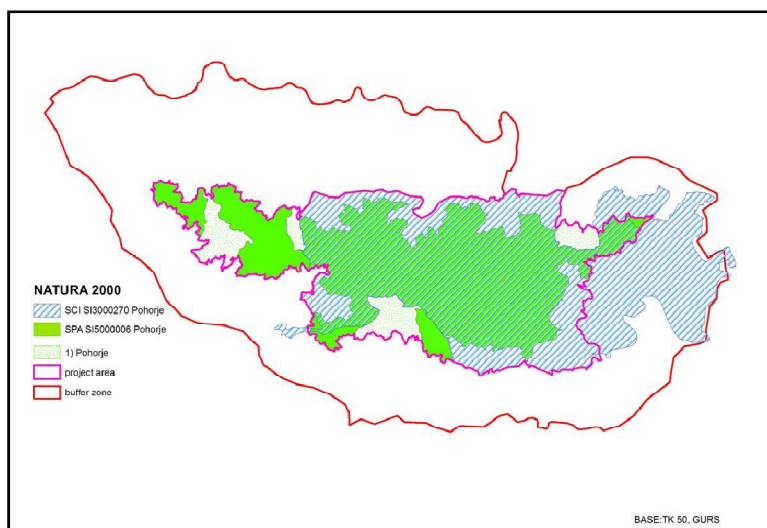 NATURA 2000
SCI SI3000270 Pohorje
SPA SI5000006 Pohorje
1) Pohorje
project area
buffer zone
BASE:TK 50, GURS